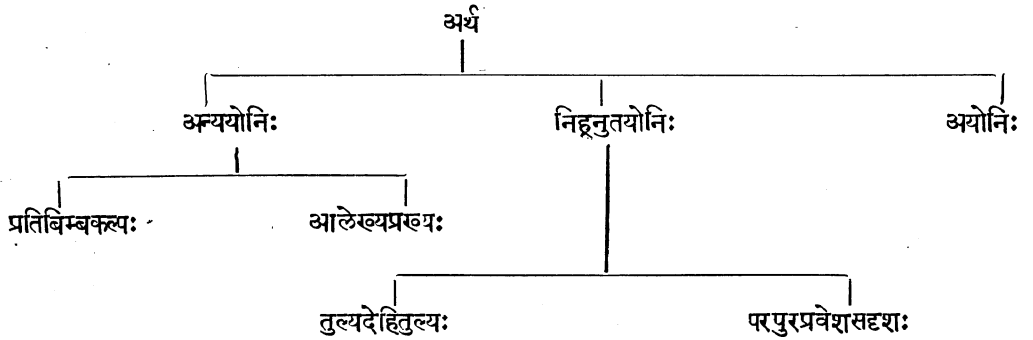 अर्थ
अन्ययोनिः निह्नुतयोनिः अयोनिः
प्रतिबिम्बकल्पः आलेख्यप्रख्यः
तुल्यदेहितुल्यः परपुरप्रवेशसदृशः